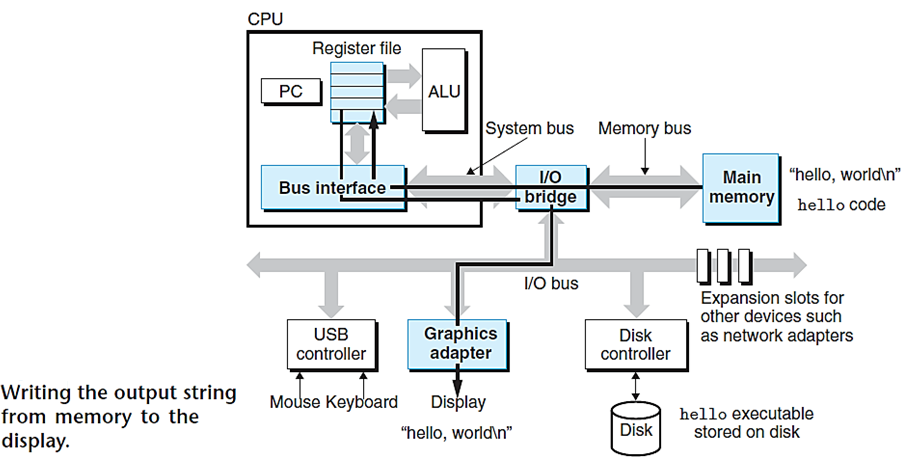 CPU
Register file
PC
ALU
System bus
Memory bus
Bus interface
I/O
bridge
Main
memory
“hello, world\n”
hello code
I/O bus
Expansion slots for
other devices such
as network adapters
USB
controller
Graphics
adapter
Disk
controller
Mouse Keyboard
Display
“hello, world\n”
Disk
hello executable
stored on disk
Writing the output string
from memory to the
display.